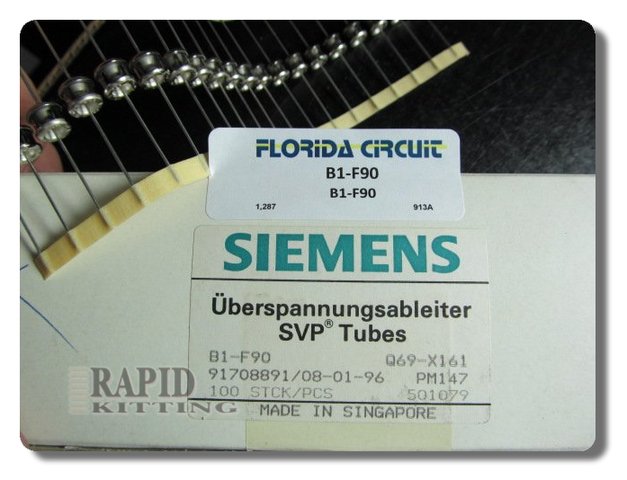 FLORIDA CIRCUIT
B1-F90
B1-F90
1,287 913A
SIEMENS
Überspannungsableiter
SVP® Tubes
B1-F90 Q69-X161
91708891/08-01-96 PM147
100 STCK/PCS 501079
MADE IN SINGAPORE
RAPID
KITTING